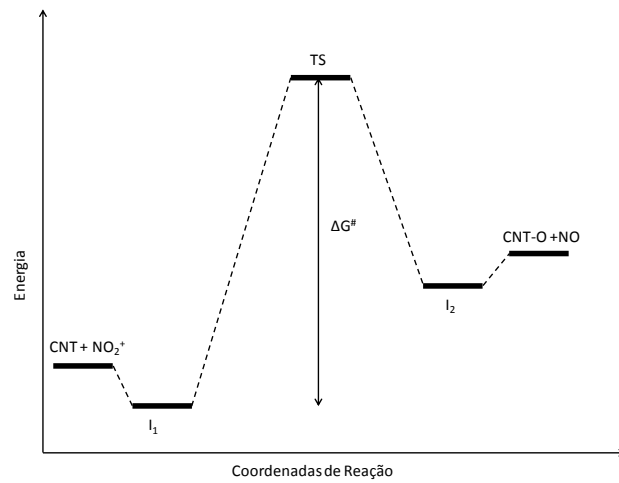 TS
ΔG#
CNT-O +NO
I2
CNT + NO2+
I1
Energia
Coordenadas de Reação